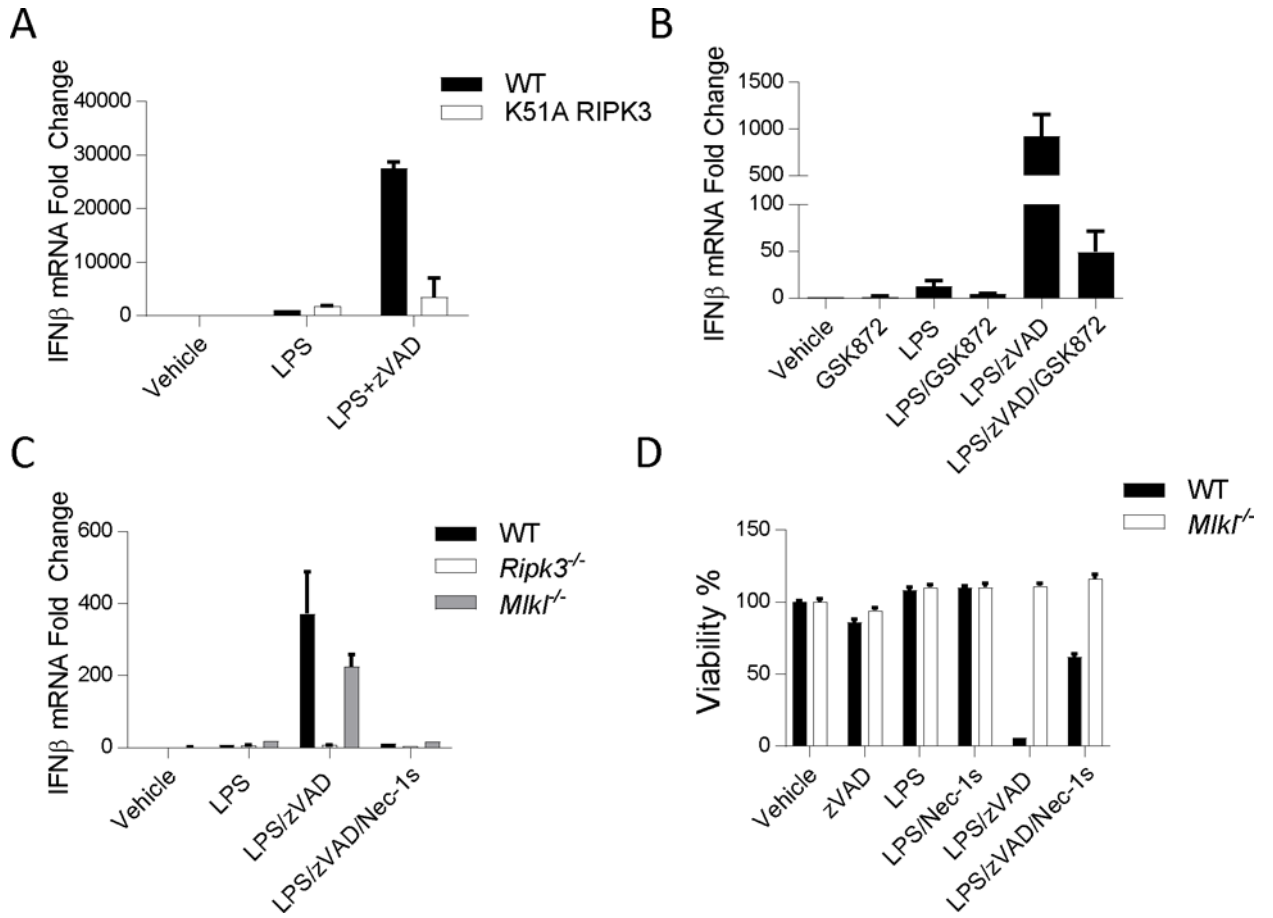 A
IFNβ mRNA Fold Change
40000
30000
20000
10000
0
Vehicle
LPS
LPS+zVAD
WT
K51A RIPK3
B
IFNβ mRNA Fold Change
1500
1000
500
100
50
0
Vehicle
GSK872
LPS
LPS/GSK872
LPS/zVAD
LPS/zVAD/GSK872
C
IFNβ mRNA Fold Change
600
400
200
0
Vehicle
LPS
LPS/zVAD
LPS/zVAD/Nec-1s
WT
Ripk3-/-
Mlkl-/-
D
Viability %
150
100
50
0
Vehicle
zVAD
LPS
LPS/Nec-1s
LPS/zVAD
LPS/zVAD/Nec-1s
WT
Mlkl-/-